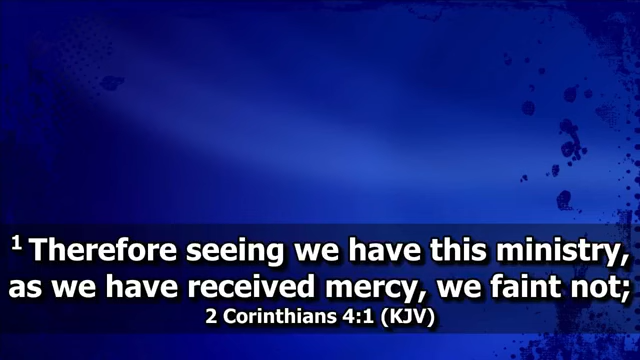 1 Therefore seeing we have this ministry,
as we have received mercy, we faint not;
2 Corinthians 4:1 (KJV)